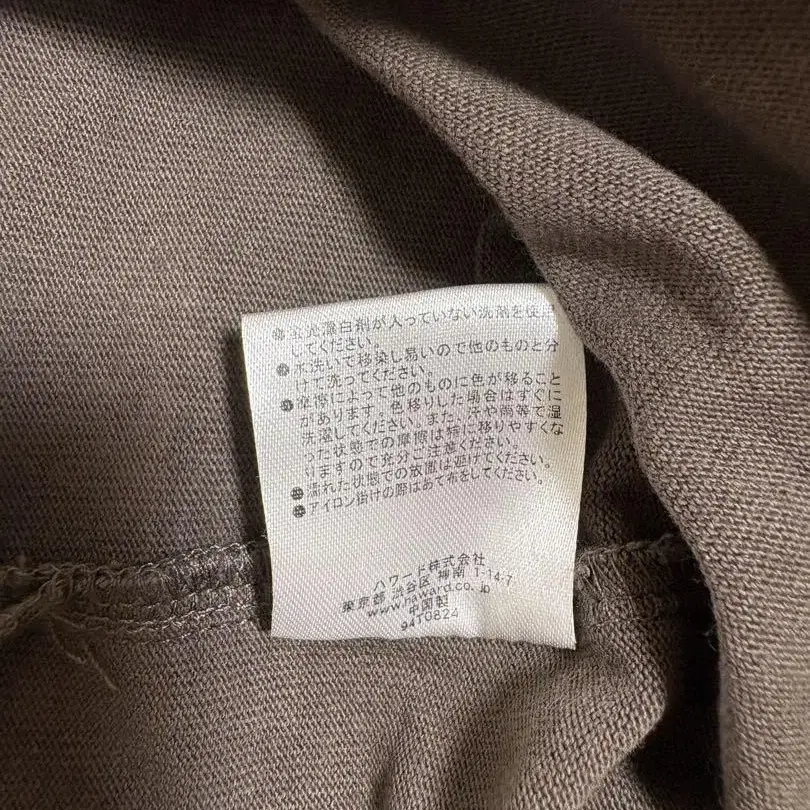 ●蛍光漂白剤が入っていない洗剤を使用
してください。
●水洗いで移染し易いので他のものと分
けて洗ってください。
●摩擦によって他のものに色が移ること
があります。色移りした場合はすぐに
洗濯してください。また、汗や雨等で湿
った状態での摩擦は特に移りやすくな
りますので充分ご注意ください。
●濡れた状態での放置は避けてください。
●アイロン掛けの際はあて布をしてください。
ハワード株式会社
東京都 渋谷区 神南 1-14-7
www.haward.co.jp
中国製
9410824